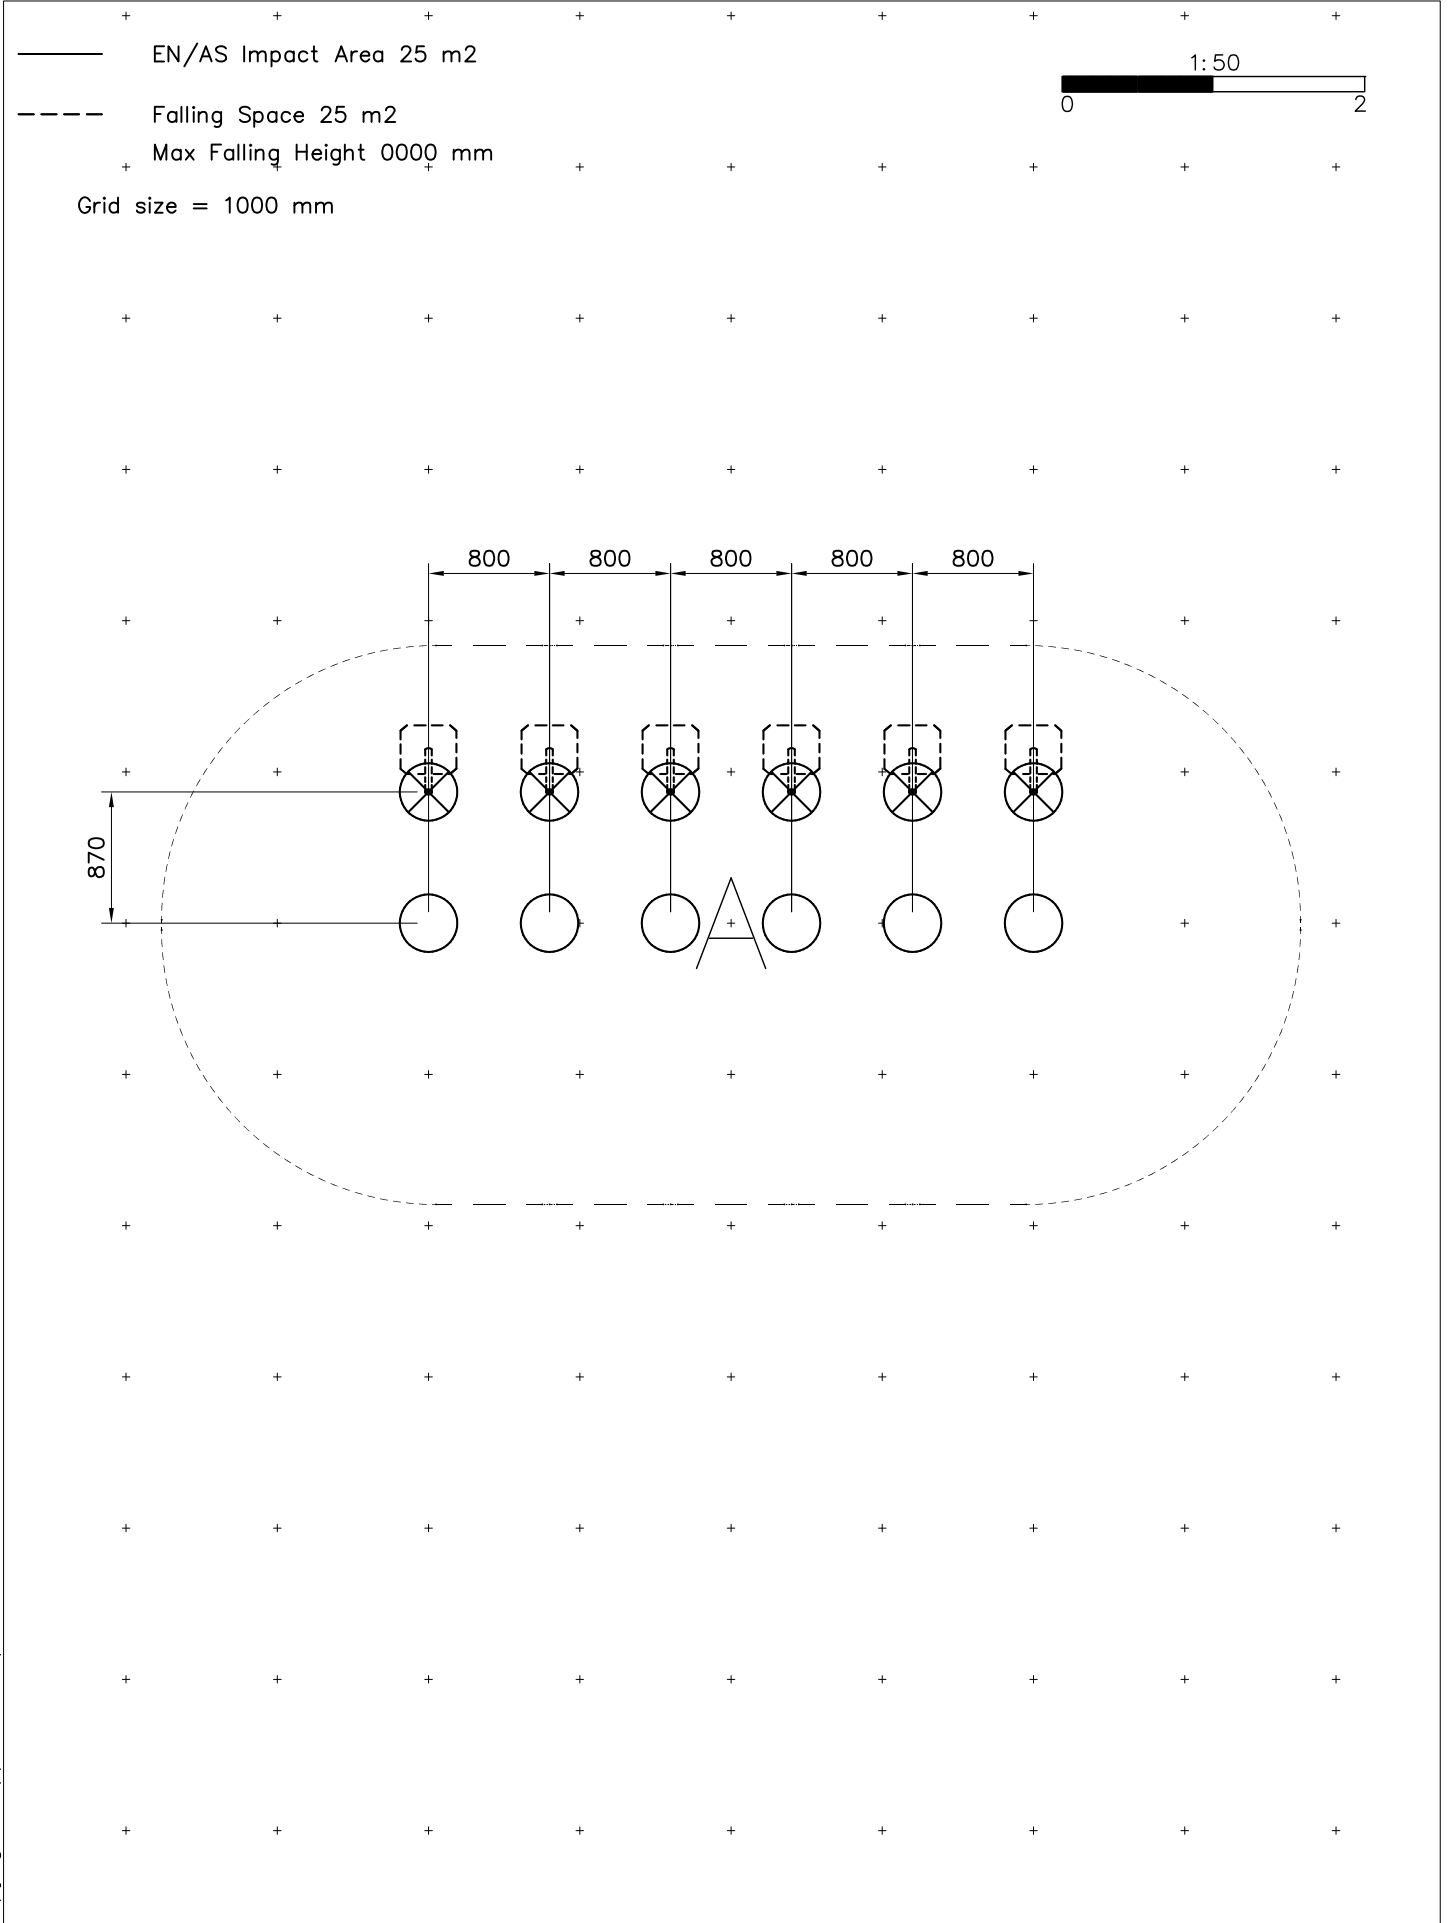 EN/AS Impact Area 25 m2
1:50
0 2
Falling Space 25 m2
Max Falling Height 0000 mm
Grid size = 1000 mm
800 800 800 800 800
870
A